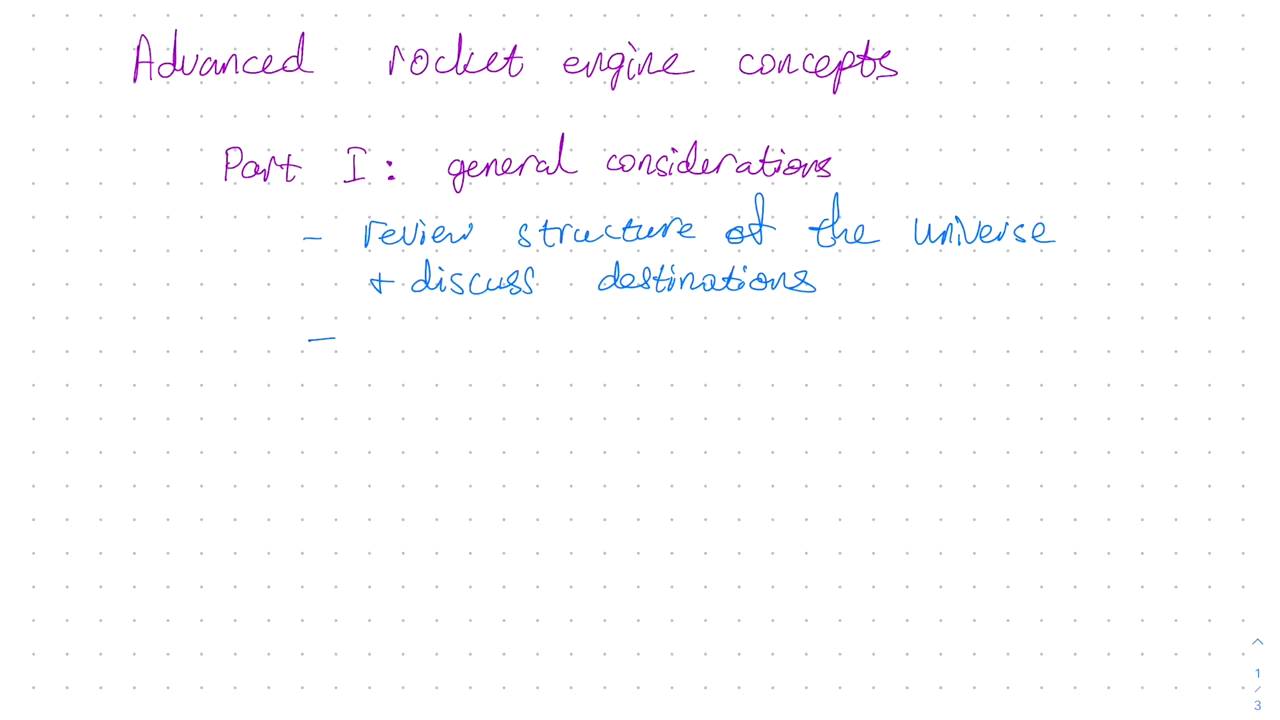 Advanced rocket engine concepts
Part I: general considerations
- review structure of the universe
+ discuss destinations
-
1
/
3